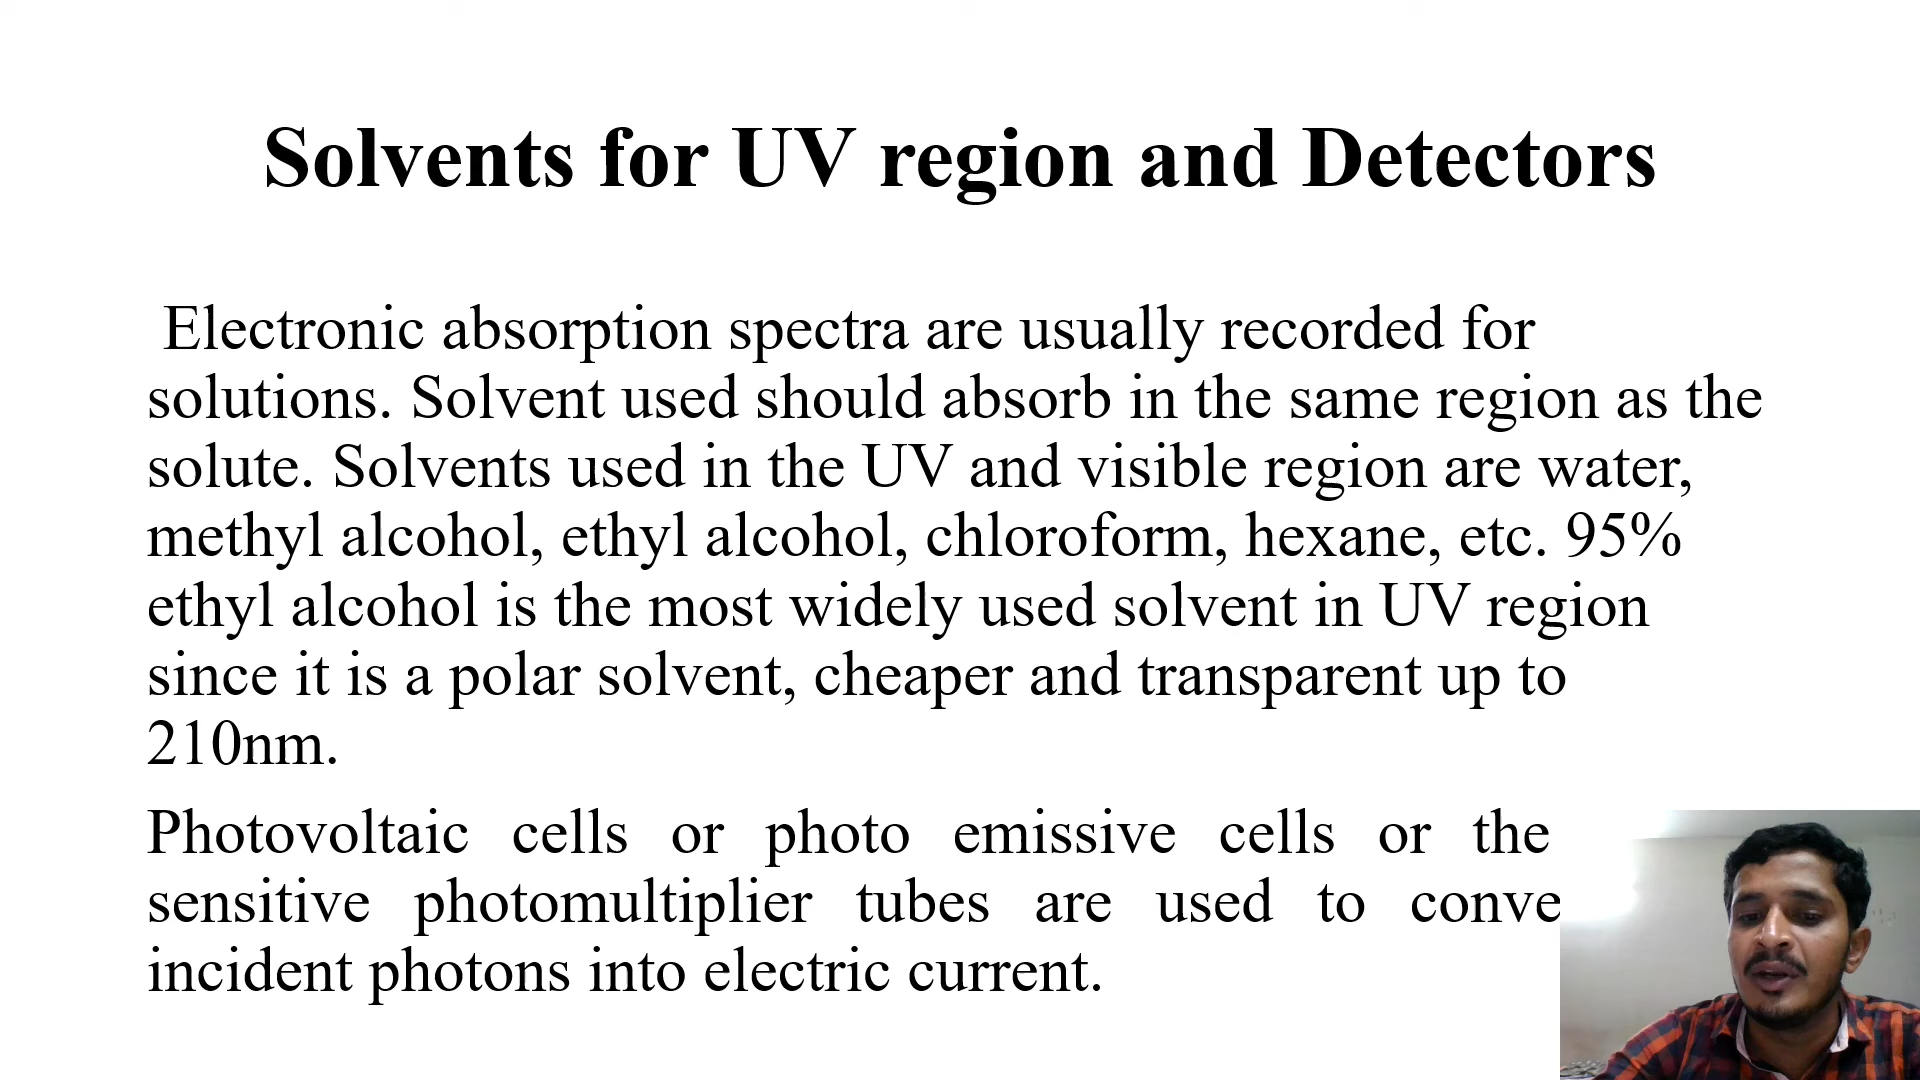 Solvents for UV region and Detectors
Electronic absorption spectra are usually recorded for
solutions. Solvent used should absorb in the same region as the
solute. Solvents used in the UV and visible region are water,
methyl alcohol, ethyl alcohol, chloroform, hexane, etc. 95%
ethyl alcohol is the most widely used solvent in UV region
since it is a polar solvent, cheaper and transparent up to
210nm.
Photovoltaic cells or photo emissive cells or the
sensitive photomultiplier tubes are used to conve
incident photons into electric current.